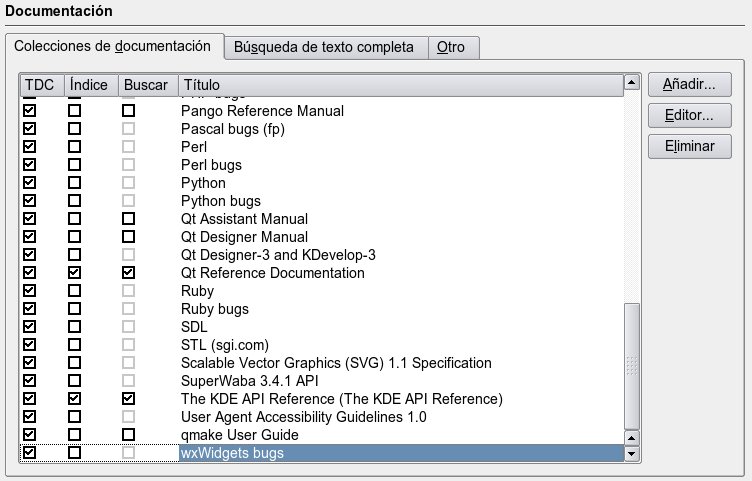 Documentación
Colecciones de documentación Búsqueda de texto completa Otro
TDC Índice Buscar Título
Añadir...
Pango Reference Manual
Editor...
Pascal bugs (fp)
Perl
Eliminar
Perl bugs
Python
Python bugs
Qt Assistant Manual
Qt Designer Manual
Qt Designer-3 and KDevelop-3
Qt Reference Documentation
Ruby
Ruby bugs
SDL
STL (sgi.com)
Scalable Vector Graphics (SVG) 1.1 Specification
SuperWaba 3.4.1 API
The KDE API Reference (The KDE API Reference)
User Agent Accessibility Guidelines 1.0
qmake User Guide
wxWidgets bugs